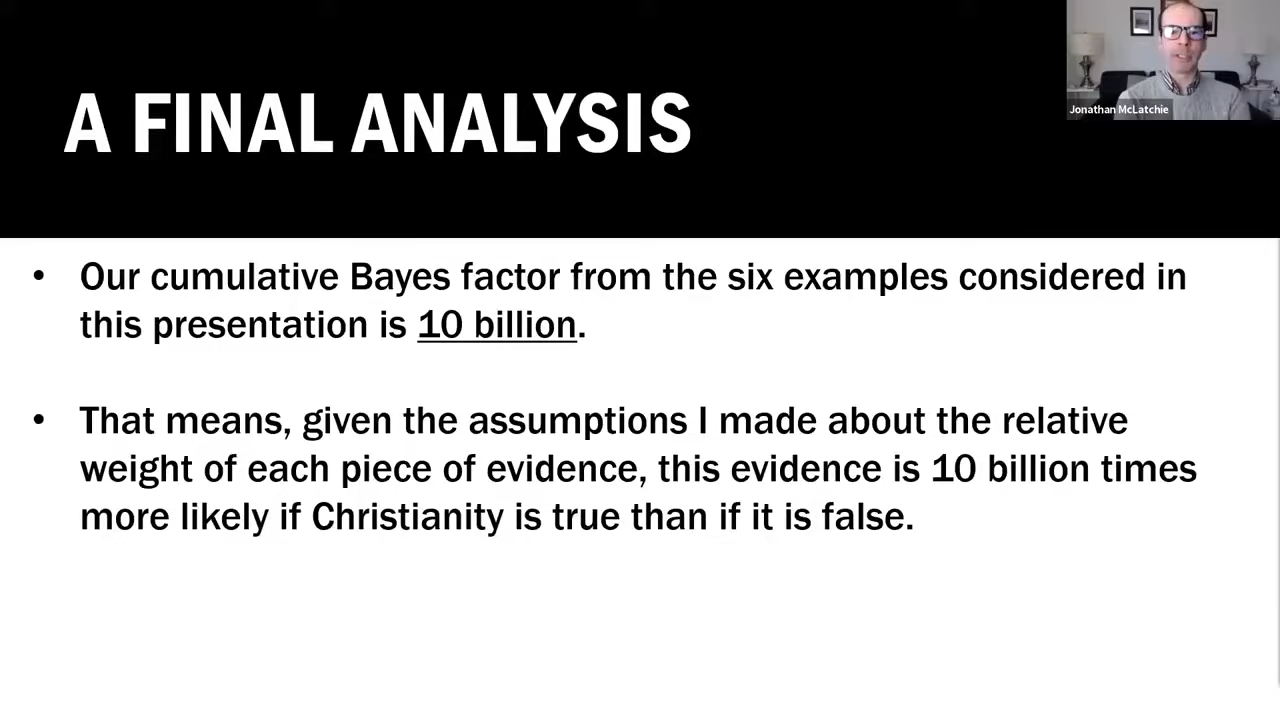 Jonathan McLatchie
A FINAL ANALYSIS
• Our cumulative Bayes factor from the six examples considered in
this presentation is 10 billion.
• That means, given the assumptions I made about the relative
weight of each piece of evidence, this evidence is 10 billion times
more likely if Christianity is true than if it is false.